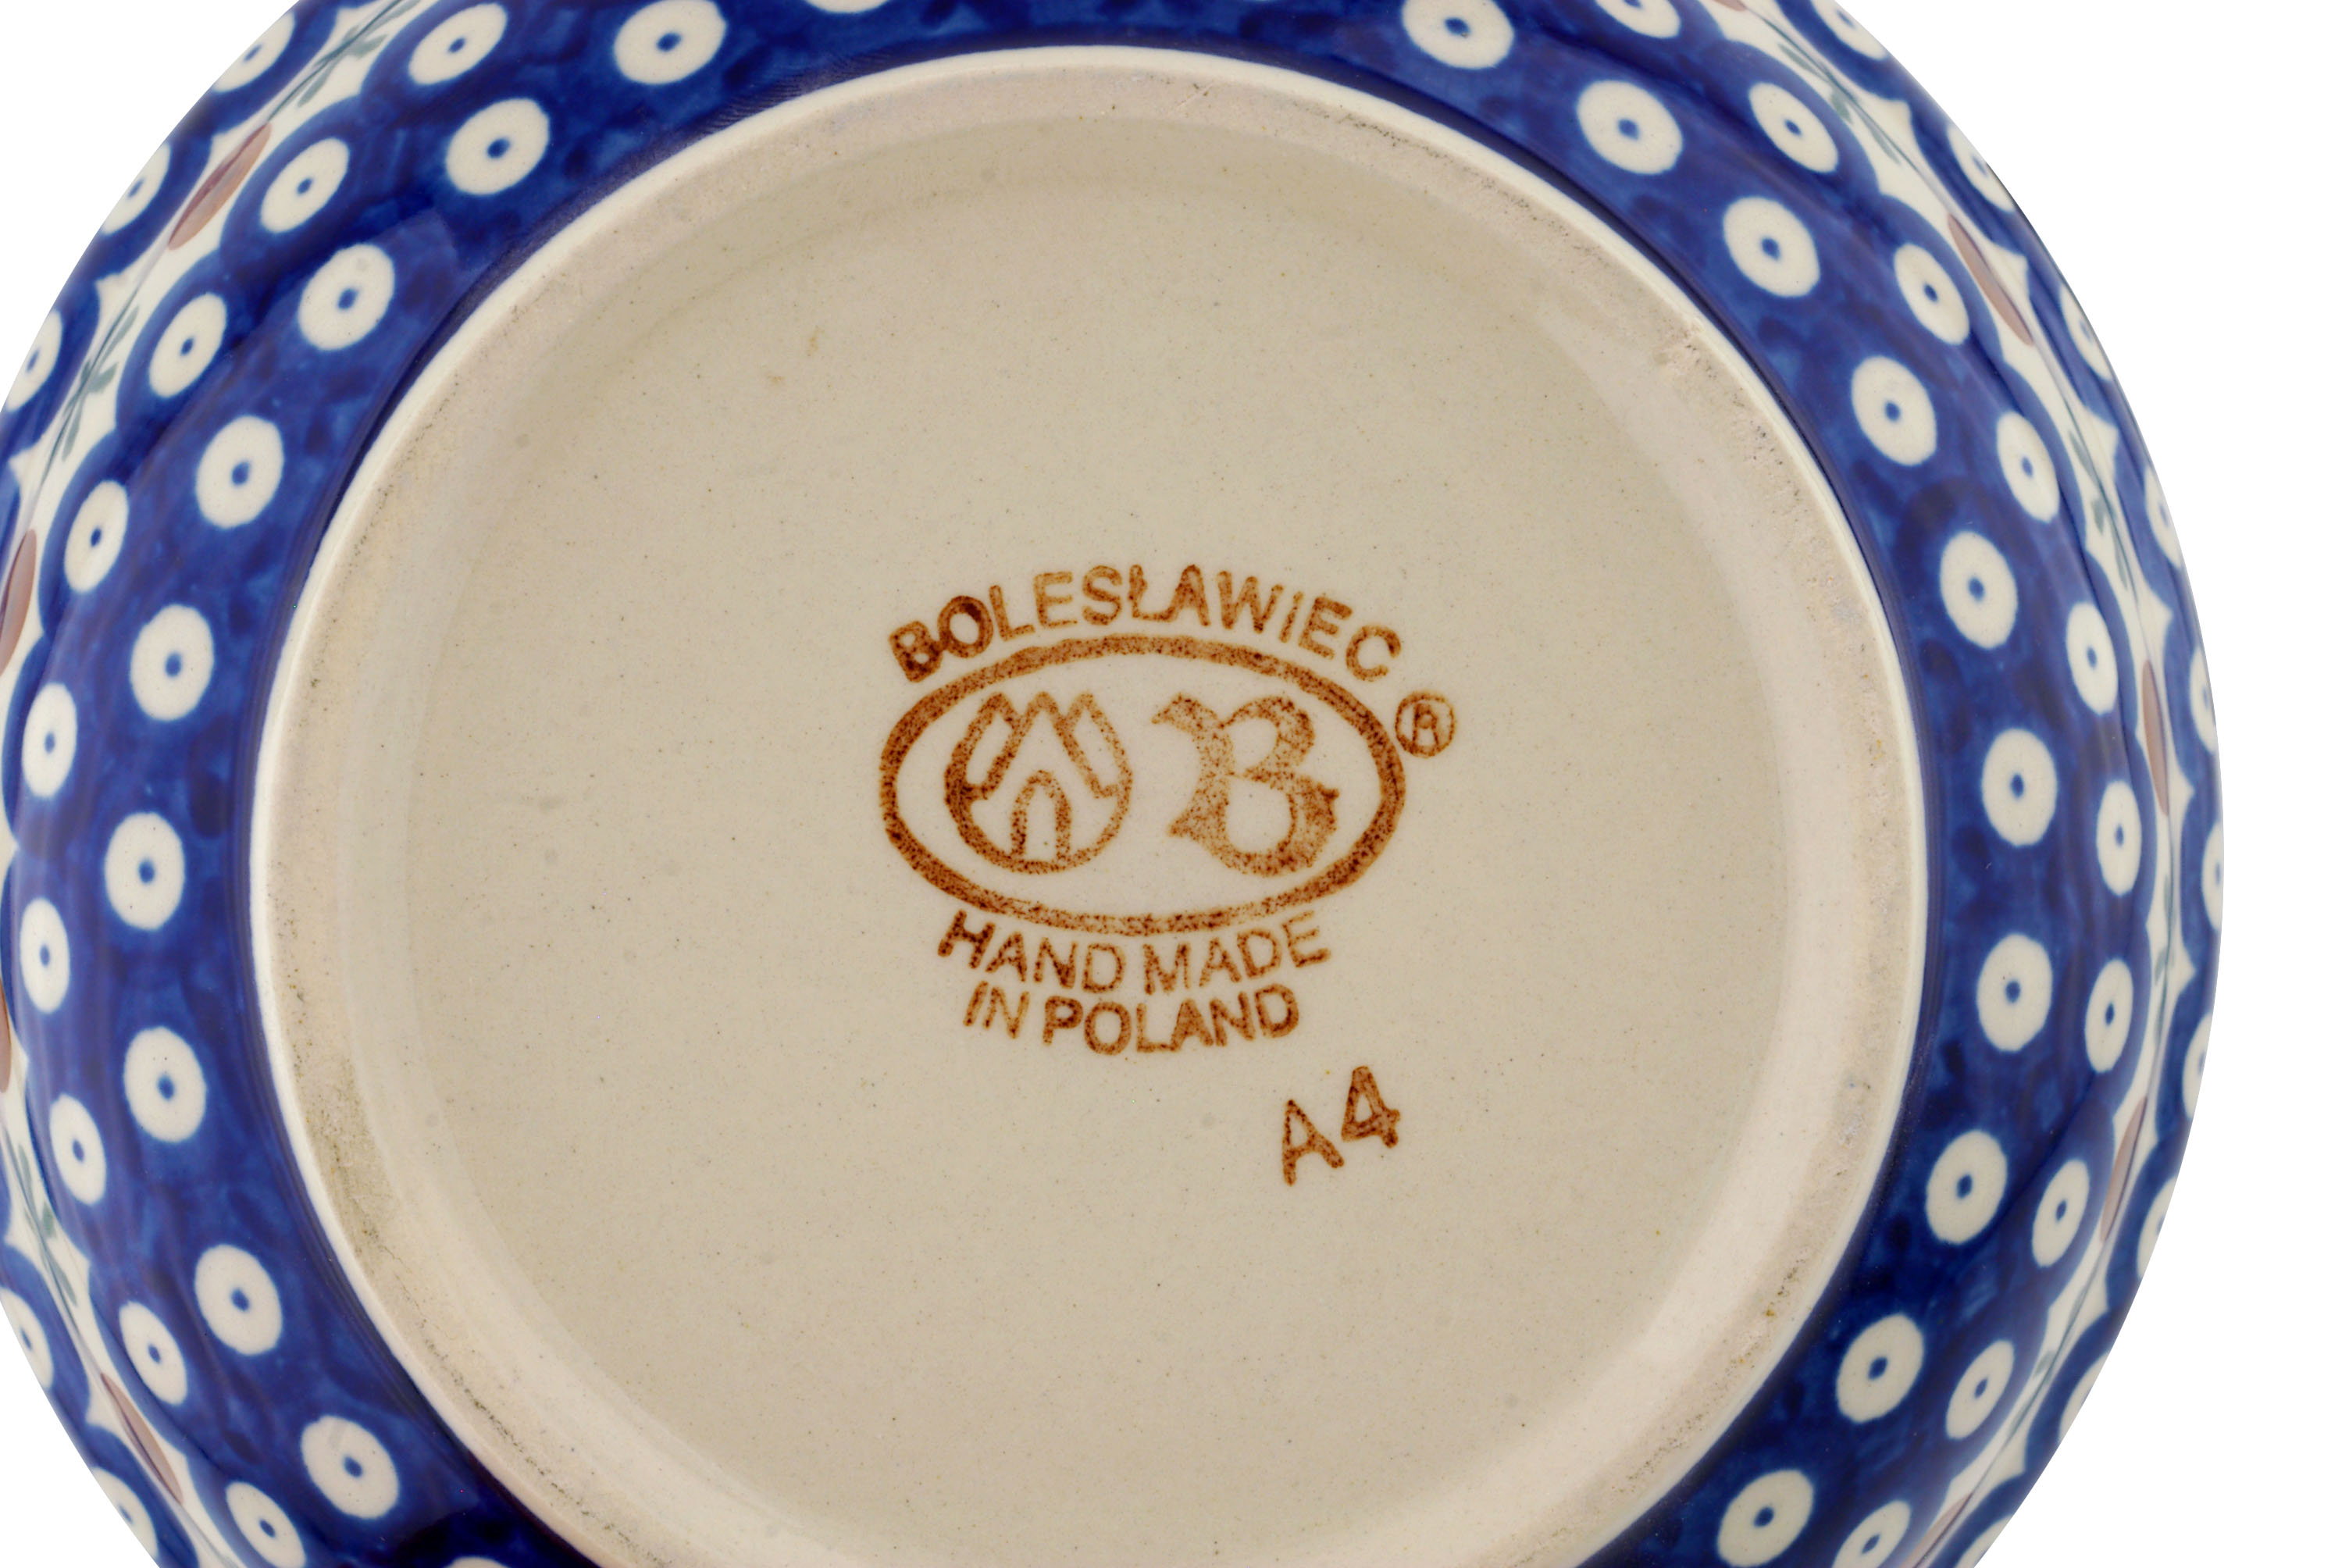 BOLESŁAWIEC
B
®
HAND MADE
IN POLAND
A4